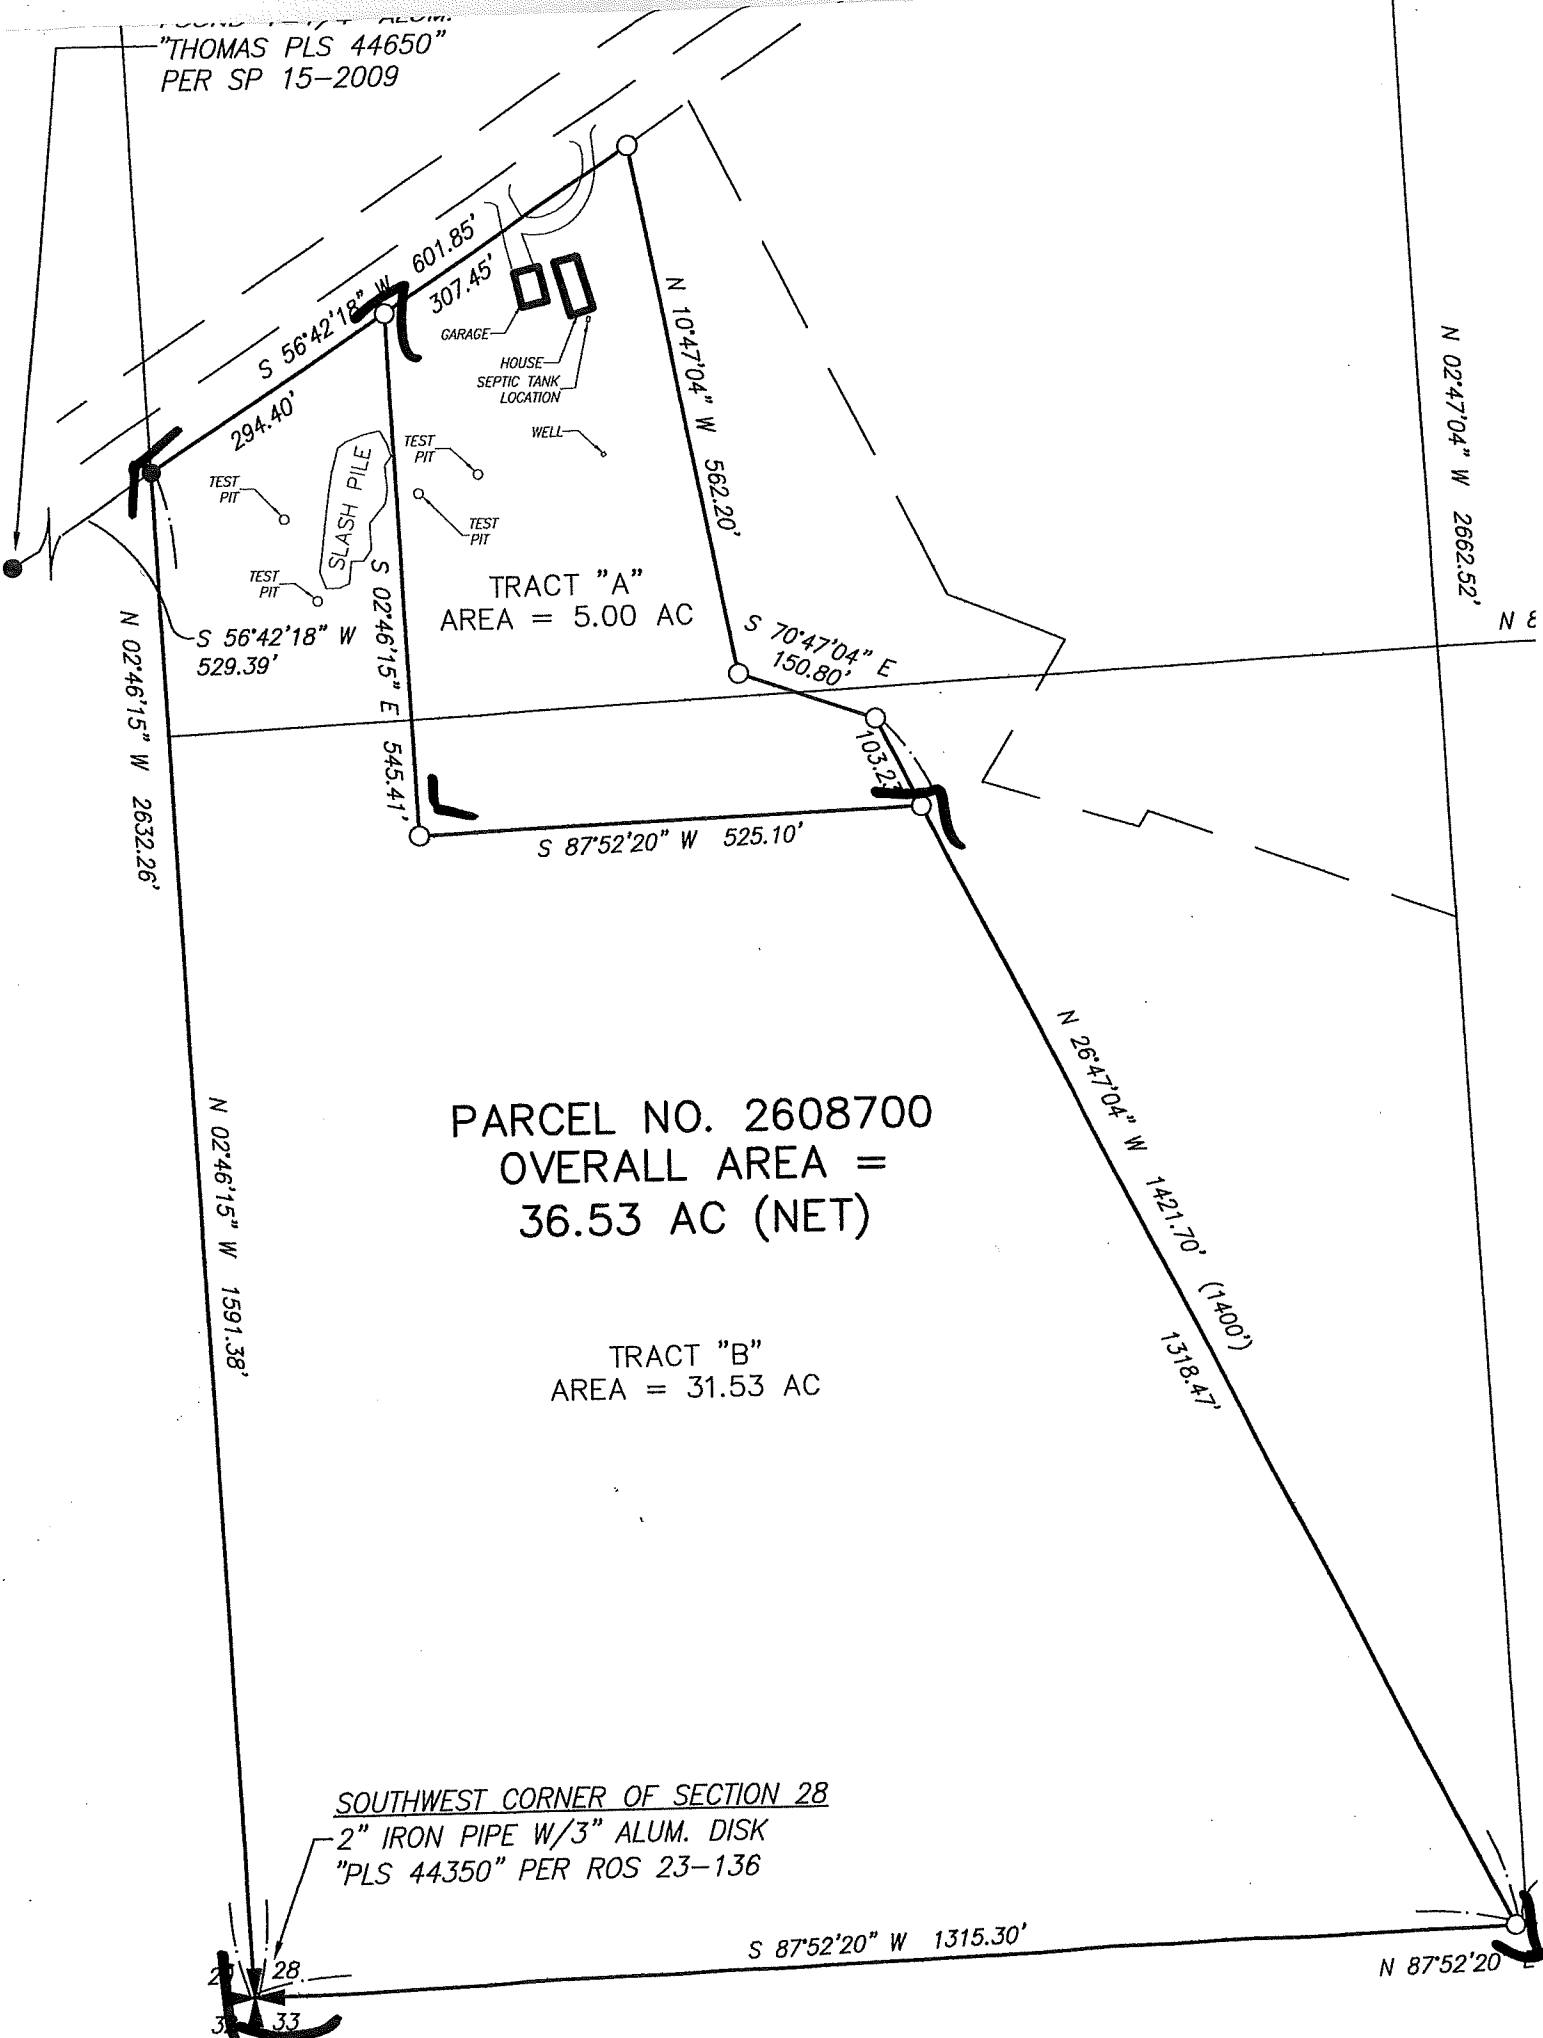 "THOMAS PLS 44650"
PER SP 15-2009
601.85'
S 56°42'18" W
307.45'
294.40'
GARAGE
HOUSE
SEPTIC TANK
LOCATION
WELL
N 10°47'04" W 562.20'
N 02°47'04" W 2662.52'
TEST
PIT
TEST
PIT
TEST
PIT
TEST
PIT
SLASH PILE
TRACT "A"
AREA = 5.00 AC
S 56°42'18" W
529.39'
S 02°46'15" E 545.41'
S 70°47'04" E
150.80'
N 8
N 02°46'15" W 2632.26'
103.23'
S 87°52'20" W 525.10'
N 26°47'04" W 1421.70' (1400')
1318.47'
PARCEL NO. 2608700
OVERALL AREA =
36.53 AC (NET)
N 02°46'15" W 1591.38'
TRACT "B"
AREA = 31.53 AC
SOUTHWEST CORNER OF SECTION 28
2" IRON PIPE W/3" ALUM. DISK
"PLS 44350" PER ROS 23-136
S 87°52'20" W 1315.30'
N 87°52'20" E
28
33